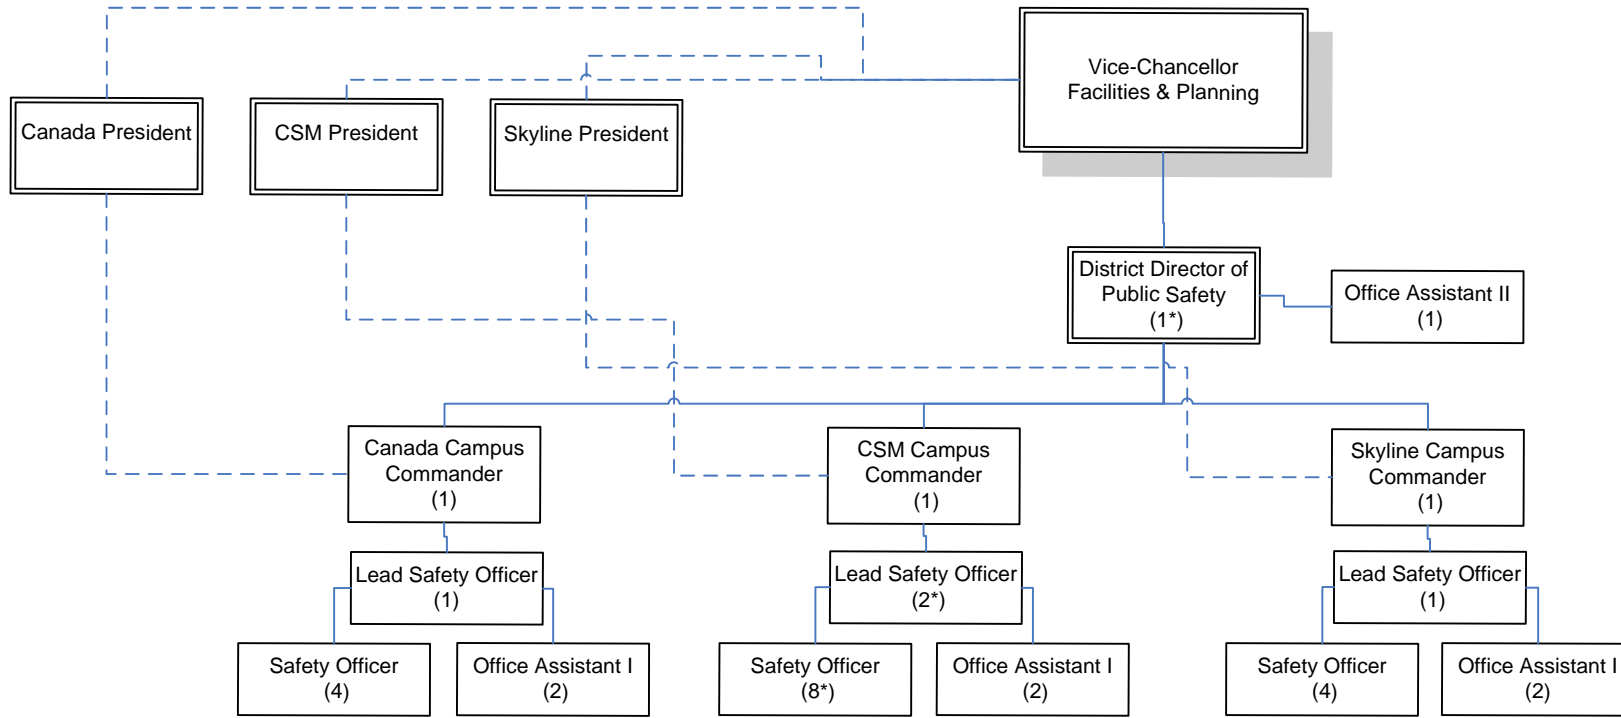 Vice-Chancellor
Facilities & Planning
Canada President
CSM President
Skyline President
District Director of
Public Safety
(1*)
Office Assistant II
(1)
Canada Campus
Commander
(1)
CSM Campus
Commander
(1)
Skyline Campus
Commander
(1)
Lead Safety Officer
(1)
Lead Safety Officer
(2*)
Lead Safety Officer
(1)
Safety Officer
(4)
Office Assistant I
(2)
Safety Officer
(8*)
Office Assistant I
(2)
Safety Officer
(4)
Office Assistant I
(2)